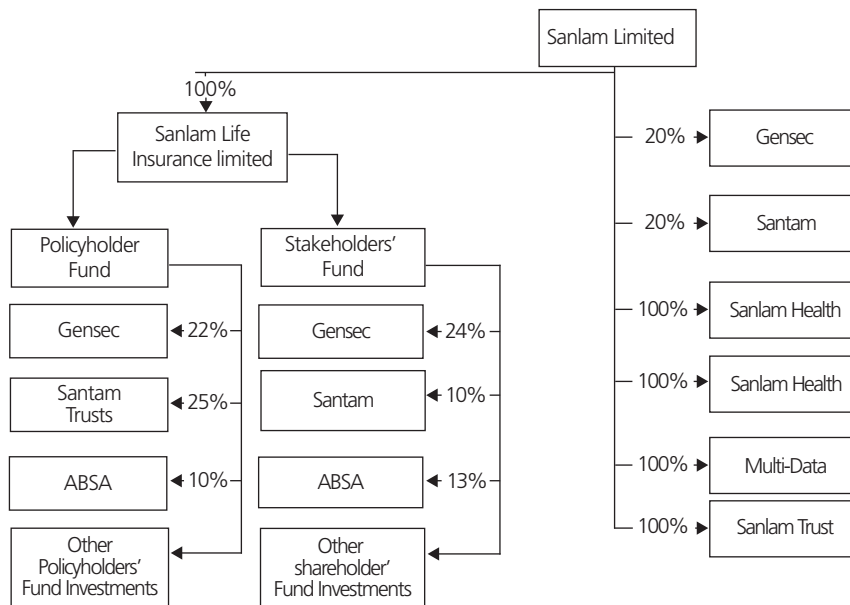 Sanlam Limited
100%
Sanlam Life
Insurance limited
20%
Gensec
20%
Santam
Policyholder
Fund
Stakeholders'
Fund
Gensec
22%
Gensec
24%
100%
Sanlam Health
Santam
Trusts
25%
Santam
10%
100%
Sanlam Health
ABSA
10%
ABSA
13%
100%
Multi-Data
Other
Policyholders'
Fund Investments
Other
shareholder'
Fund Investments
100%
Sanlam Trust